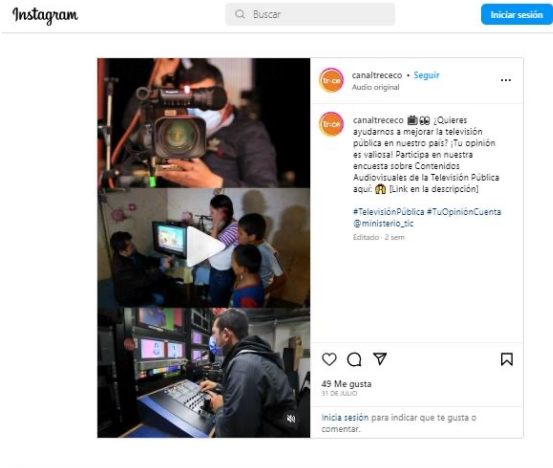 Instagram
Buscar
Iniciar sesión
canaltrececo • Seguir
Audio original
tr3ce
canaltrececo 📺👀 ¿Quieres
ayudarnos a mejorar la televisión
pública en nuestro país? ¡Tu opinión
es valiosa! Participa en nuestra
encuesta sobre Contenidos
Audiovisuales de la Televisión Pública
aquí: [Link en la descripción]
#TelevisiónPública #TuOpiniónCuenta
@ministerio_tic
Editado · 2 sem
49 Me gusta
31 DE JULIO
Inicia sesión para indicar que te gusta o
comentar.